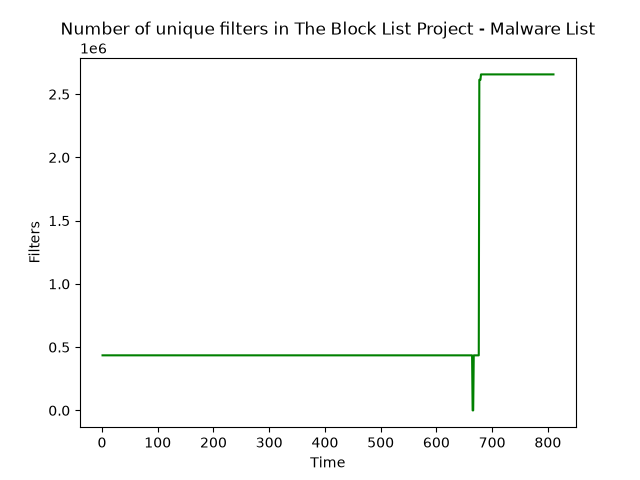 Number of unique filters in The Block List Project - Malware List
1e6
2.5
2.0
1.5
1.0
0.5
0.0
Filters
0 100 200 300 400 500 600 700 800
Time